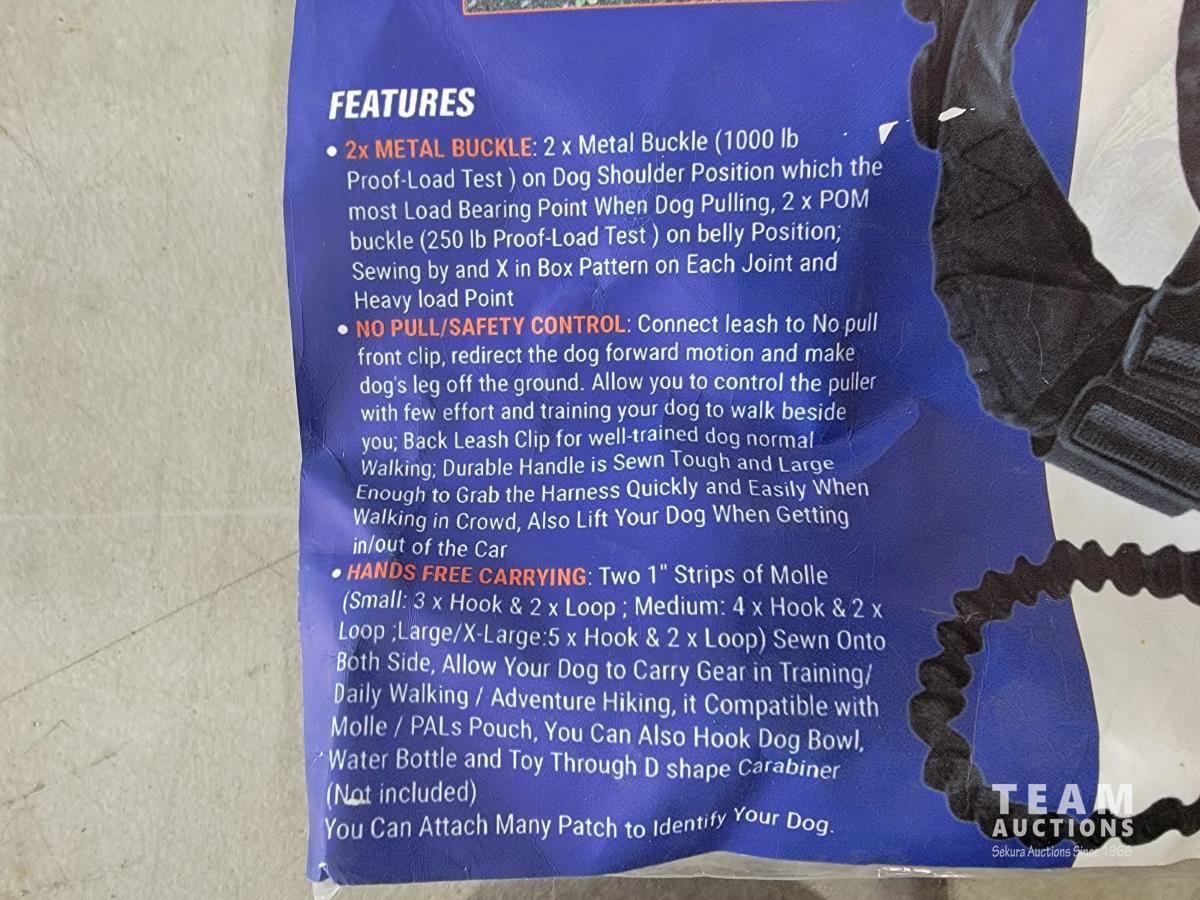 FEATURES
• 2x METAL BUCKLE: 2 x Metal Buckle (1000 lb
Proof-Load Test ) on Dog Shoulder Position which the
most Load Bearing Point When Dog Pulling, 2 x POM
buckle (250 lb Proof-Load Test ) on belly Position;
Sewing by and X in Box Pattern on Each Joint and
Heavy load Point
• NO PULL/SAFETY CONTROL: Connect leash to No pull
front clip, redirect the dog forward motion and make
dog's leg off the ground. Allow you to control the puller
with few effort and training your dog to walk beside
you; Back Leash Clip for well-trained dog normal
Walking; Durable Handle is Sewn Tough and Large
Enough to Grab the Harness Quickly and Easily When
Walking in Crowd, Also Lift Your Dog When Getting
in/out of the Car
• HANDS FREE CARRYING: Two 1" Strips of Molle
(Small: 3 x Hook & 2 x Loop ; Medium: 4 x Hook & 2 x
Loop ;Large/X-Large:5 x Hook & 2 x Loop) Sewn Onto
Both Side, Allow Your Dog to Carry Gear in Training/
Daily Walking / Adventure Hiking, it Compatible with
Molle / PALs Pouch, You Can Also Hook Dog Bowl,
Water Bottle and Toy Through D shape Carabiner
(Not included)
You Can Attach Many Patch to Identify Your Dog.
TEAM
AUCTIONS
Sekura Auctions Since 1966